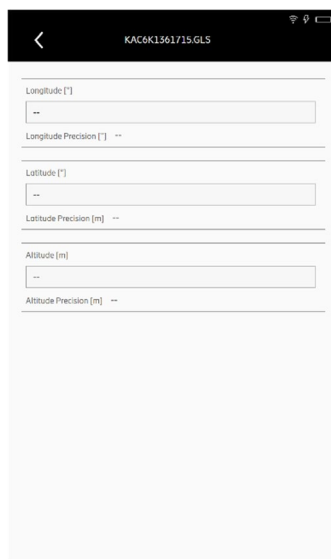 KAC6K1361715.GLS
Longitude [°]
--
Longitude Precision [°] --
Latitude [°]
--
Latitude Precision [m] --
Altitude [m]
--
Altitude Precision [m] --